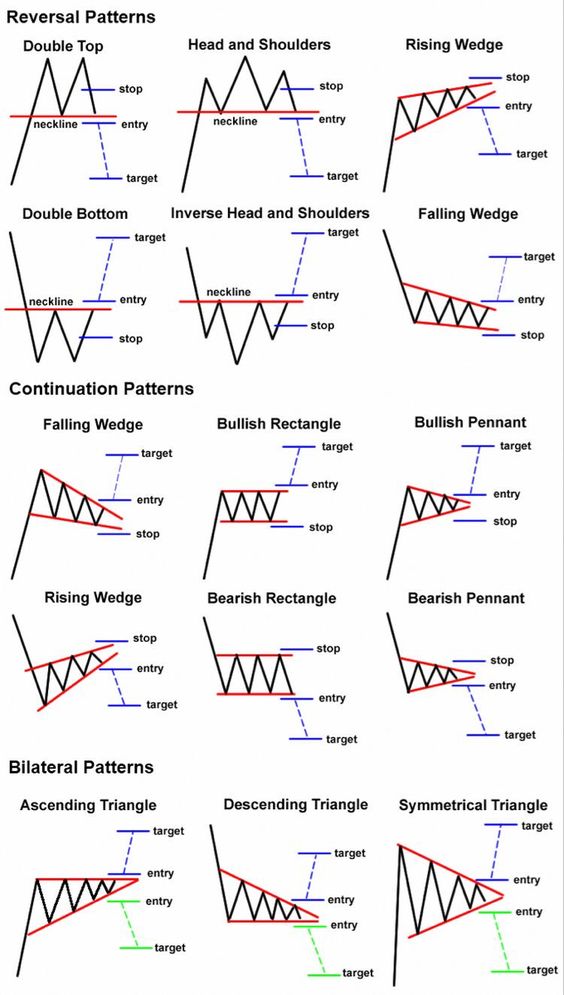 Reversal Patterns
Double Top
stop
neckline
entry
target
Head and Shoulders
stop
neckline
entry
target
Rising Wedge
stop
entry
target
Double Bottom
target
neckline
entry
stop
Inverse Head and Shoulders
target
neckline
entry
stop
Falling Wedge
target
entry
stop
Continuation Patterns
Falling Wedge
target
entry
stop
Bullish Rectangle
target
entry
stop
Bullish Pennant
target
entry
stop
Rising Wedge
stop
entry
target
Bearish Rectangle
stop
entry
target
Bearish Pennant
stop
entry
target
Bilateral Patterns
Ascending Triangle
target
entry
entry
target
Descending Triangle
target
entry
entry
target
Symmetrical Triangle
target
entry
entry
target